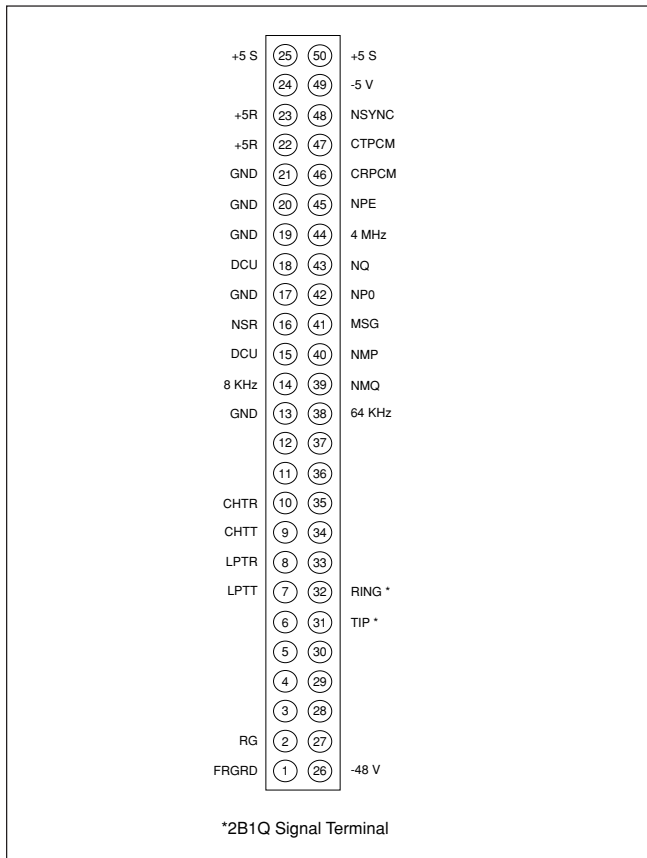 +5 S 25 50 +5 S
24 49 -5 V
+5R 23 48 NSYNC
+5R 22 47 CTPCM
GND 21 46 CRPCM
GND 20 45 NPE
GND 19 44 4 MHz
DCU 18 43 NQ
GND 17 42 NP0
NSR 16 41 MSG
DCU 15 40 NMP
8 KHz 14 39 NMQ
GND 13 38 64 KHz
12 37
11 36
CHTR 10 35
CHTT 9 34
LPTR 8 33
LPTT 7 32 RING *
6 31 TIP *
5 30
4 29
3 28
RG 2 27
FRGRD 1 26 -48 V
*2B1Q Signal Terminal